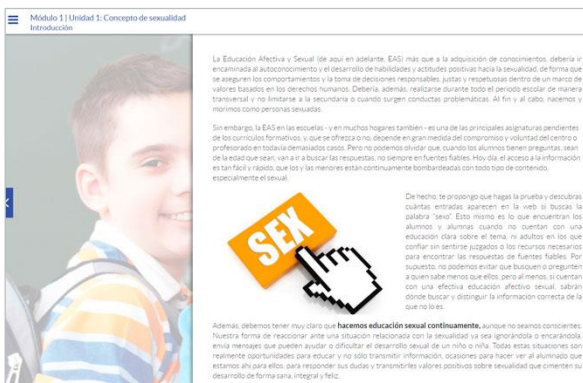 Módulo 1 | Unidad 1: Concepto de sexualidad
Introducción
La Educación Afectiva y Sexual (de aquí en adelante, EAS) más que a la adquisición de conocimientos, debería ir
encaminada al autoconocimiento y el desarrollo de habilidades y actitudes positivas hacia la sexualidad, de forma que
se aseguren los comportamientos y la toma de decisiones responsables, justas y respetuosas dentro de un marco de
valores basados en los derechos humanos. Debería, además, realizarse durante todo el periodo escolar de manera
transversal y no limitarse a la secundaria o cuando surgen conductas problemáticas. Al fin y al cabo, nacemos y
morimos como personas sexuadas.
Sin embargo, la EAS en las escuelas - y en muchos hogares también - es una de las principales asignaturas pendientes
de los currículos formativos, y, que se ofrezca o no, depende en gran medida del compromiso y voluntad del centro o
profesorado en todavía demasiados casos. Pero no podemos olvidar que, cuando los alumnos tienen preguntas, sean
de la edad que sean, van a ir a buscar las respuestas, no siempre en fuentes fiables. Hoy día, el acceso a la información
es tan fácil y rápido, que los y las menores están continuamente bombardeadas con todo tipo de contenido,
especialmente el sexual.
SEX
De hecho, te propongo que hagas la prueba y descubras
cuántas entradas aparecen en la web si buscas la
palabra "sexo". Esto mismo es lo que encuentran los
alumnos y alumnas cuando no cuentan con una
educación clara sobre el tema, ni adultos en los que
confiar sin sentirse juzgados o los recursos necesarios
para encontrar las respuestas de fuentes fiables. Por
supuesto, no podemos evitar que busquen o pregunten
a quien sabe menos que ellos, pero al menos, si cuentan
con una efectiva educación afectivo sexual, sabrán
dónde buscar y distinguir la información correcta de la
que no lo es.
Además, debemos tener muy claro que hacemos educación sexual continuamente, aunque no seamos conscientes.
Nuestra forma de reaccionar ante una situación relacionada con la sexualidad ya sea ignorándola o encarándola,
envía mensajes que pueden ayudar o dificultar el desarrollo sexual de un niño o niña. Todas estas situaciones son
realmente oportunidades para educar y no sólo transmitir información, ocasiones para hacer ver al alumnado que
estamos ahí para ellos, para responder sus dudas y transmitirles valores positivos sobre sexualidad que cimenten su
desarrollo de forma sana, integral y feliz.